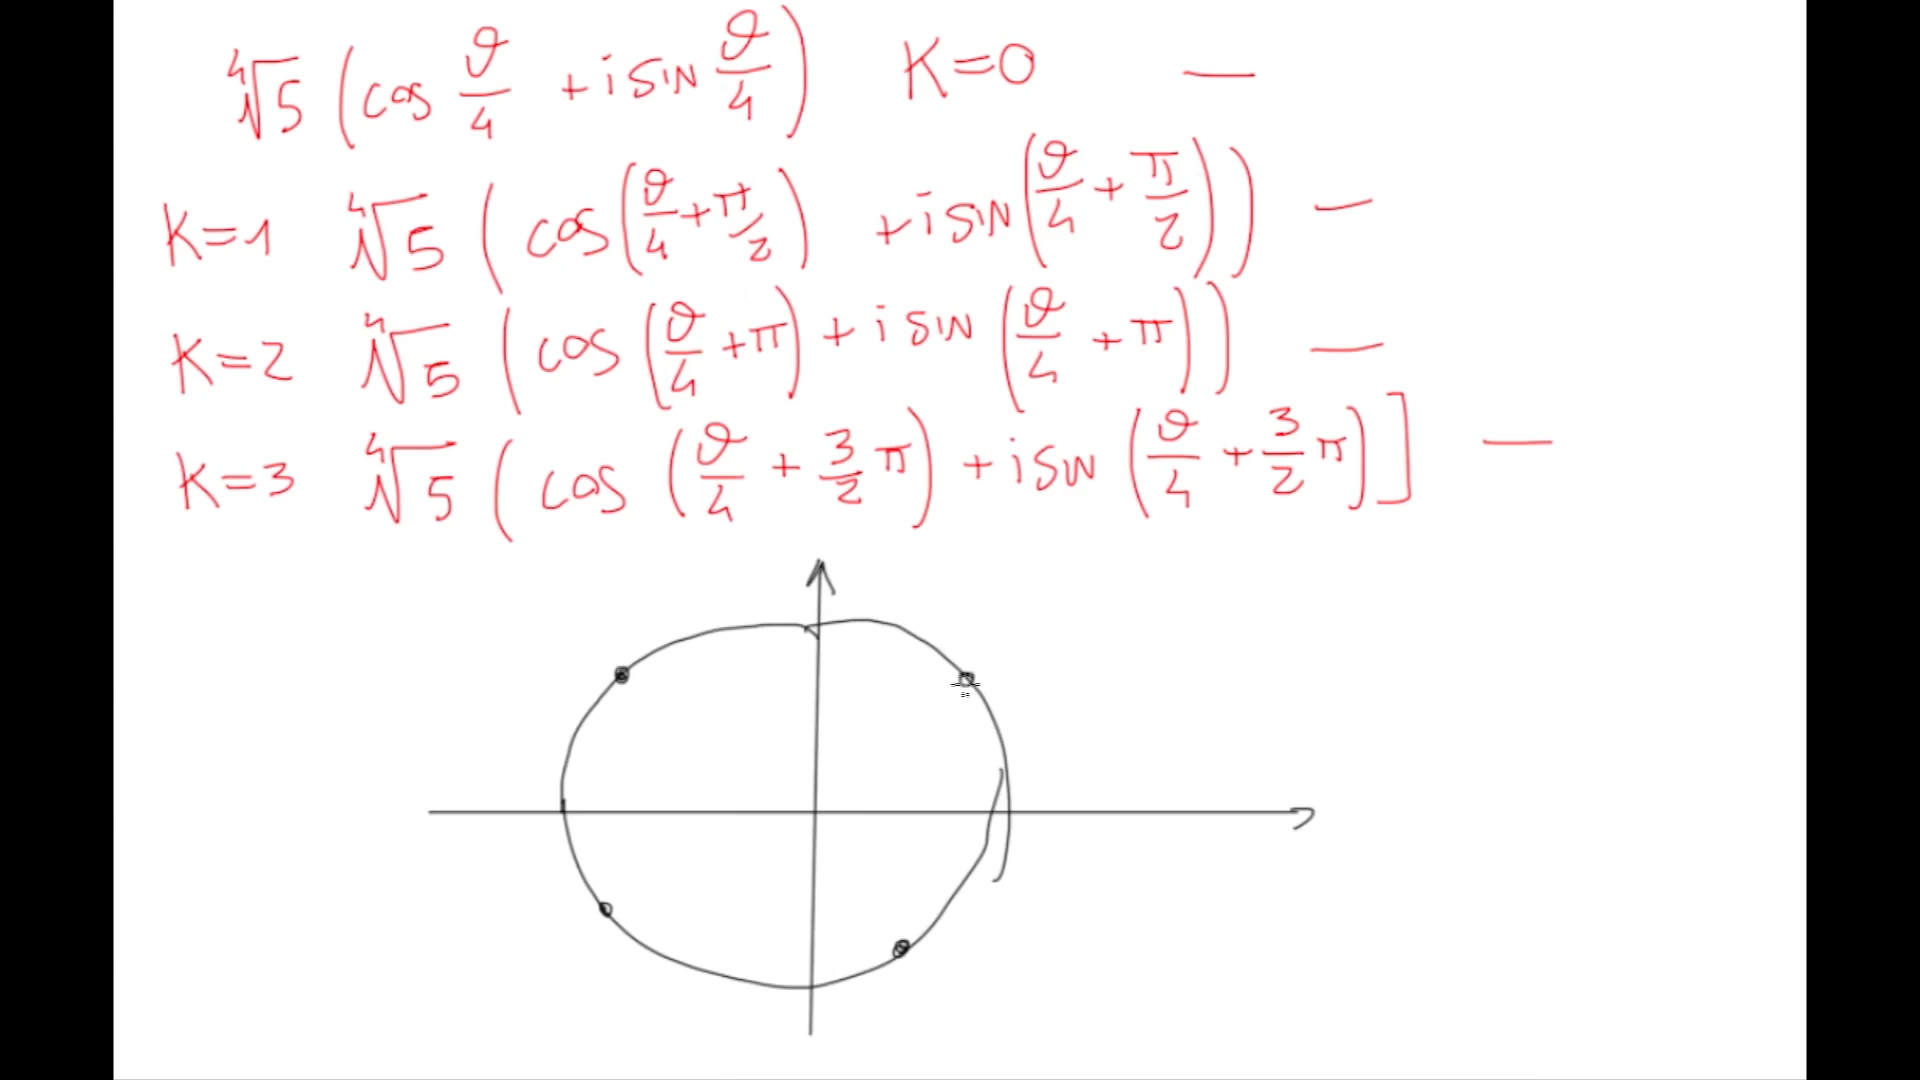 ⁴√5 (cos ϑ/4 + i sin ϑ/4) K=0 —
K=1 ⁴√5 (cos(ϑ/4 + π/2) + i sin(ϑ/4 + π/2)) —
K=2 ⁴√5 (cos(ϑ/4 + π) + i sin(ϑ/4 + π)) —
K=3 ⁴√5 (cos(ϑ/4 + 3/2 π) + i sin(ϑ/4 + 3/2 π)] —